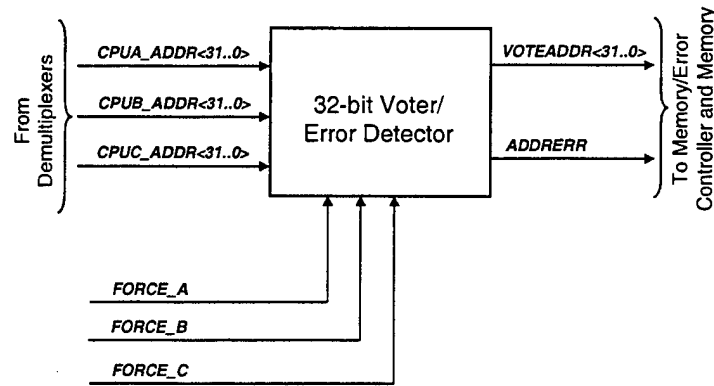 From
Demultiplexers
CPUA_ADDR<31..0>
CPUB_ADDR<31..0>
CPUC_ADDR<31..0>
32-bit Voter/
Error Detector
VOTEADDR<31..0>
ADDRERR
To Memory/Error
Controller and Memory
FORCE_A
FORCE_B
FORCE_C